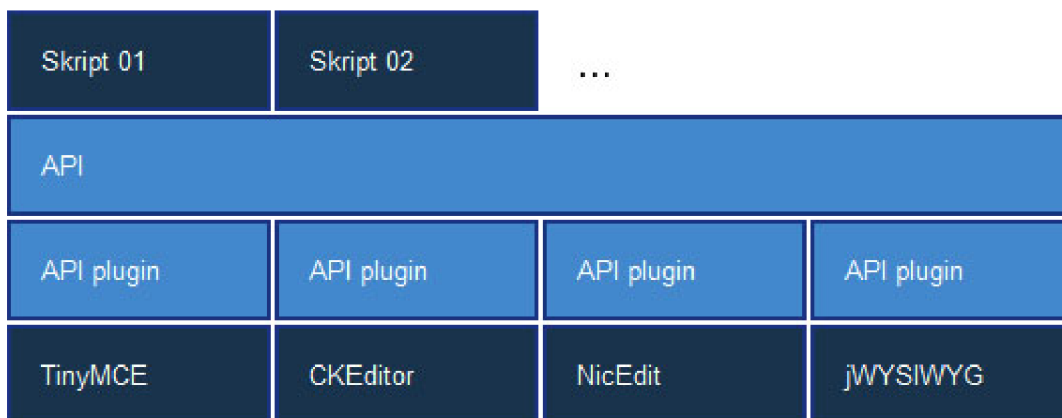 Skript 01 Skript 02 ...
API
API plugin API plugin API plugin API plugin
TinyMCE CKEditor NicEdit jWYSIWYG